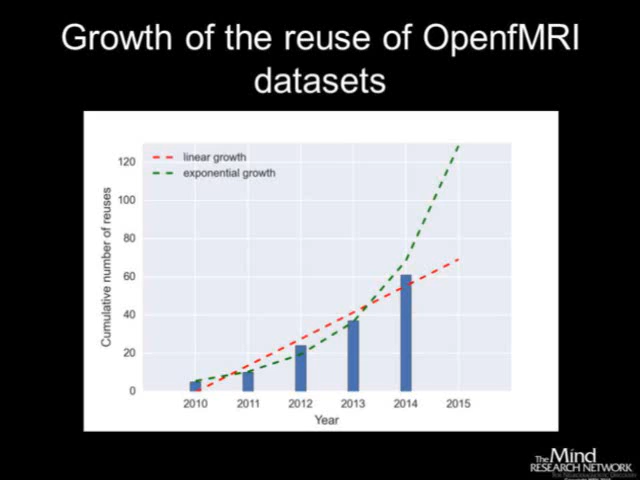 Growth of the reuse of OpenfMRI
datasets
linear growth
exponential growth
120
100
80
60
40
20
0
Cumulative number of reuses
2010 2011 2012 2013 2014 2015
Year
The Mind
RESEARCH NETWORK